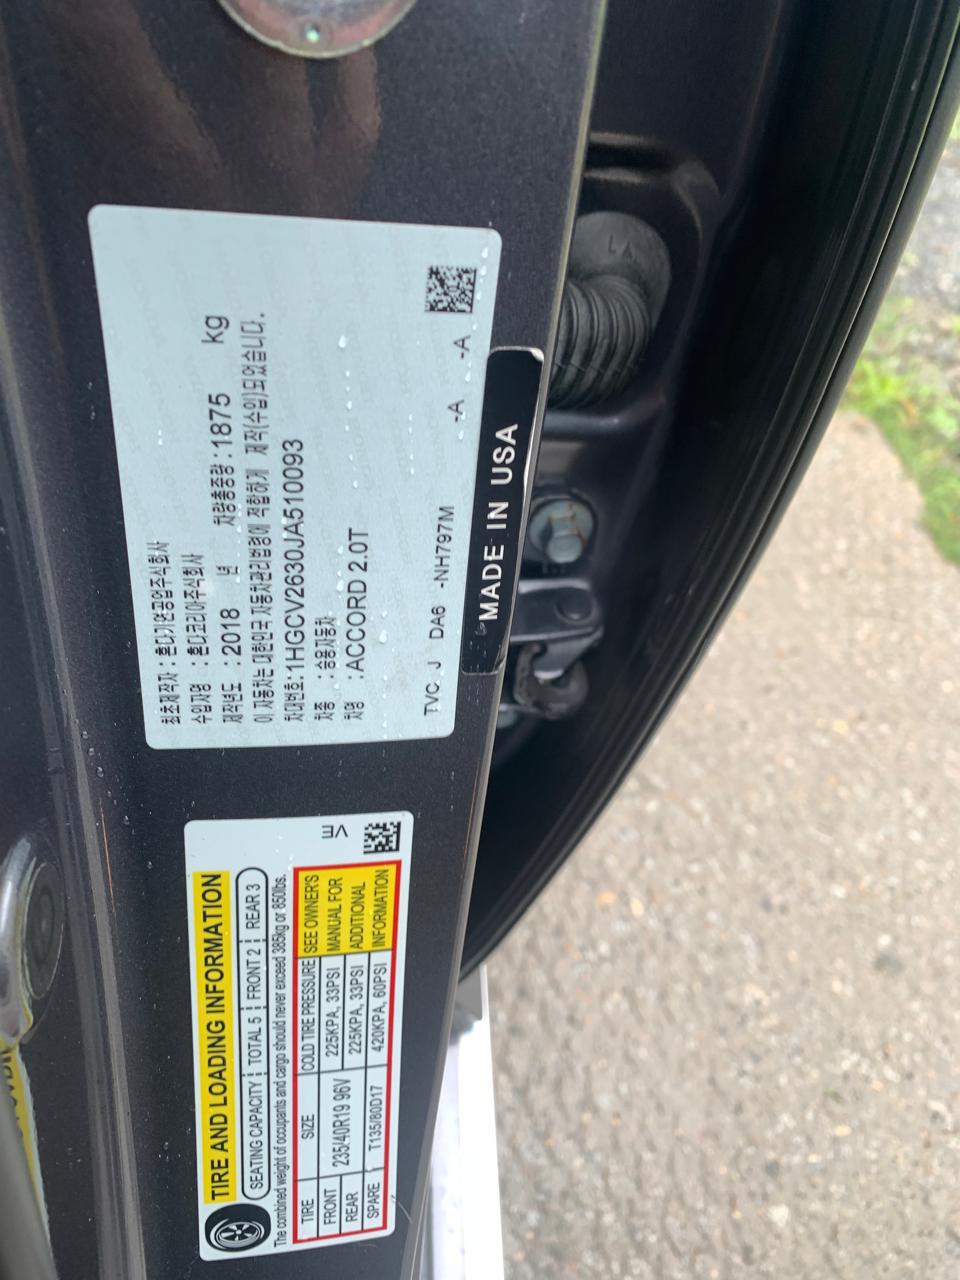 최초제작자 : 혼다기연공업주식회사
수입자명 : 혼다코리아주식회사
제작년도 : 2018 년 차량총중량 : 1875 kg
이 자동차는 대한민국 자동차관리법령에 적합하게 제작(수입)되었습니다.
차대번호: 1HGCV2630JA510093
차종 : 승용자동차
차명 : ACCORD 2.0T
TVC. J DA6 -NH797M -A -A
MADE IN USA
LA
TIRE AND LOADING INFORMATION
SEATING CAPACITY TOTAL 5 FRONT 2 REAR 3
The combined weight of occupants and cargo should never exceed 385kg or 850lbs.
TIRE SIZE COLD TIRE PRESSURE SEE OWNER'S
FRONT 235/40R19 96V 225KPA, 33PSI MANUAL FOR
REAR 225KPA, 33PSI ADDITIONAL
SPARE T135/80D17 420KPA, 60PSI INFORMATION